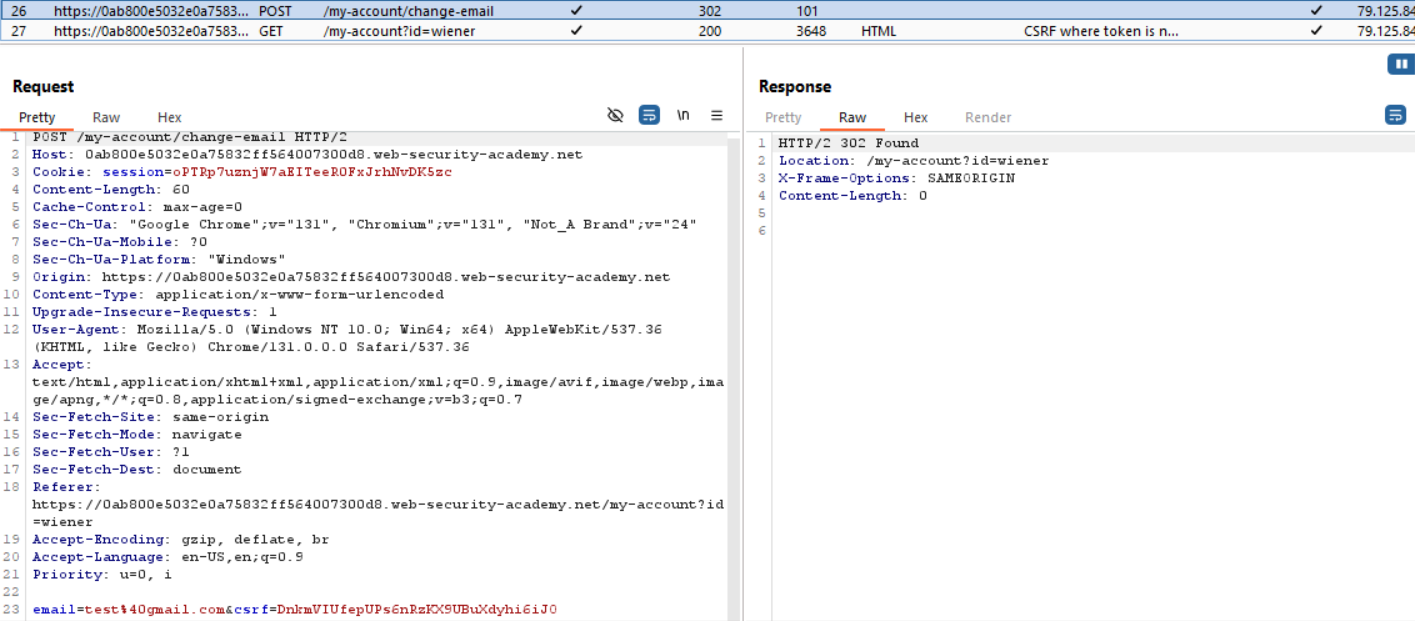 26 https://0ab800e5032e0a7583... POST /my-account/change-email ✓ 302 101 ✓ 79.125.84
27 https://0ab800e5032e0a7583... GET /my-account?id=wiener ✓ 200 3648 HTML CSRF where token is n... ✓ 79.125.84
Request
Pretty Raw Hex \n
1 POST /my-account/change-email HTTP/2
2 Host: 0ab800e5032e0a75832ff564007300d8.web-security-academy.net
3 Cookie: session=oPTRp7uznjW7aEITeeROFxJrhNvDK5zc
4 Content-Length: 60
5 Cache-Control: max-age=0
6 Sec-Ch-Ua: "Google Chrome";v="131", "Chromium";v="131", "Not_A Brand";v="24"
7 Sec-Ch-Ua-Mobile: ?0
8 Sec-Ch-Ua-Platform: "Windows"
9 Origin: https://0ab800e5032e0a75832ff564007300d8.web-security-academy.net
10 Content-Type: application/x-www-form-urlencoded
11 Upgrade-Insecure-Requests: 1
12 User-Agent: Mozilla/5.0 (Windows NT 10.0; Win64; x64) AppleWebKit/537.36
(KHTML, like Gecko) Chrome/131.0.0.0 Safari/537.36
13 Accept:
text/html,application/xhtml+xml,application/xml;q=0.9,image/avif,image/webp,ima
ge/apng,*/*;q=0.8,application/signed-exchange;v=b3;q=0.7
14 Sec-Fetch-Site: same-origin
15 Sec-Fetch-Mode: navigate
16 Sec-Fetch-User: ?1
17 Sec-Fetch-Dest: document
18 Referer:
https://0ab800e5032e0a75832ff564007300d8.web-security-academy.net/my-account?id
=wiener
19 Accept-Encoding: gzip, deflate, br
20 Accept-Language: en-US,en;q=0.9
21 Priority: u=0, i
22
23 email=test%40gmail.com&csrf=DnkmVIUfepUPs6nRzKX9UBuXdyhi6iJ0
Response
Pretty Raw Hex Render
1 HTTP/2 302 Found
2 Location: /my-account?id=wiener
3 X-Frame-Options: SAMEORIGIN
4 Content-Length: 0
5
6